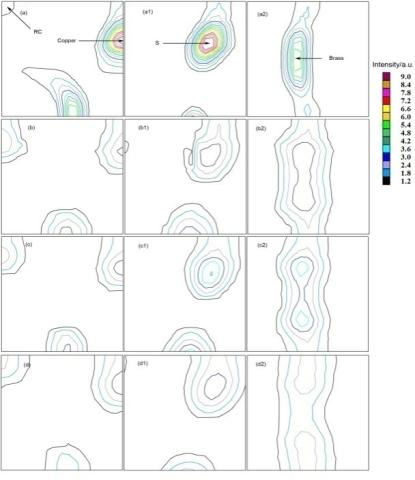 (a)
RC
Copper
(a1)
S
(a2)
Brass
Intensity/a.u.
9.0
8.4
7.8
7.2
6.6
6.0
5.4
4.8
4.2
3.6
3.0
2.4
1.8
1.2
(b)
(b1)
(b2)
(c)
(c1)
(c2)
(d)
(d1)
(d2)